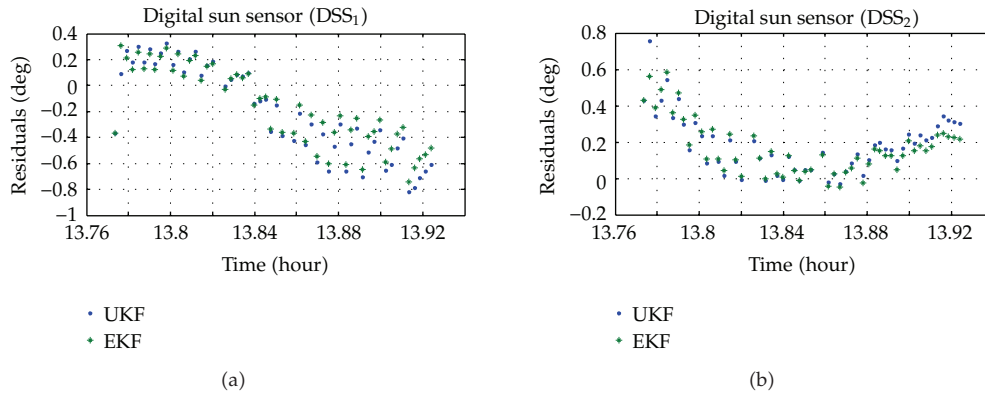 Digital sun sensor (DSS₁)
Residuals (deg)
0.4
0.2
0
−0.2
−0.4
−0.6
−0.8
−1
13.76 13.8 13.84 13.88 13.92
Time (hour)
UKF
EKF
(a)
Digital sun sensor (DSS₂)
Residuals (deg)
0.8
0.6
0.4
0.2
0
−0.2
13.76 13.8 13.84 13.88 13.92
Time (hour)
UKF
EKF
(b)